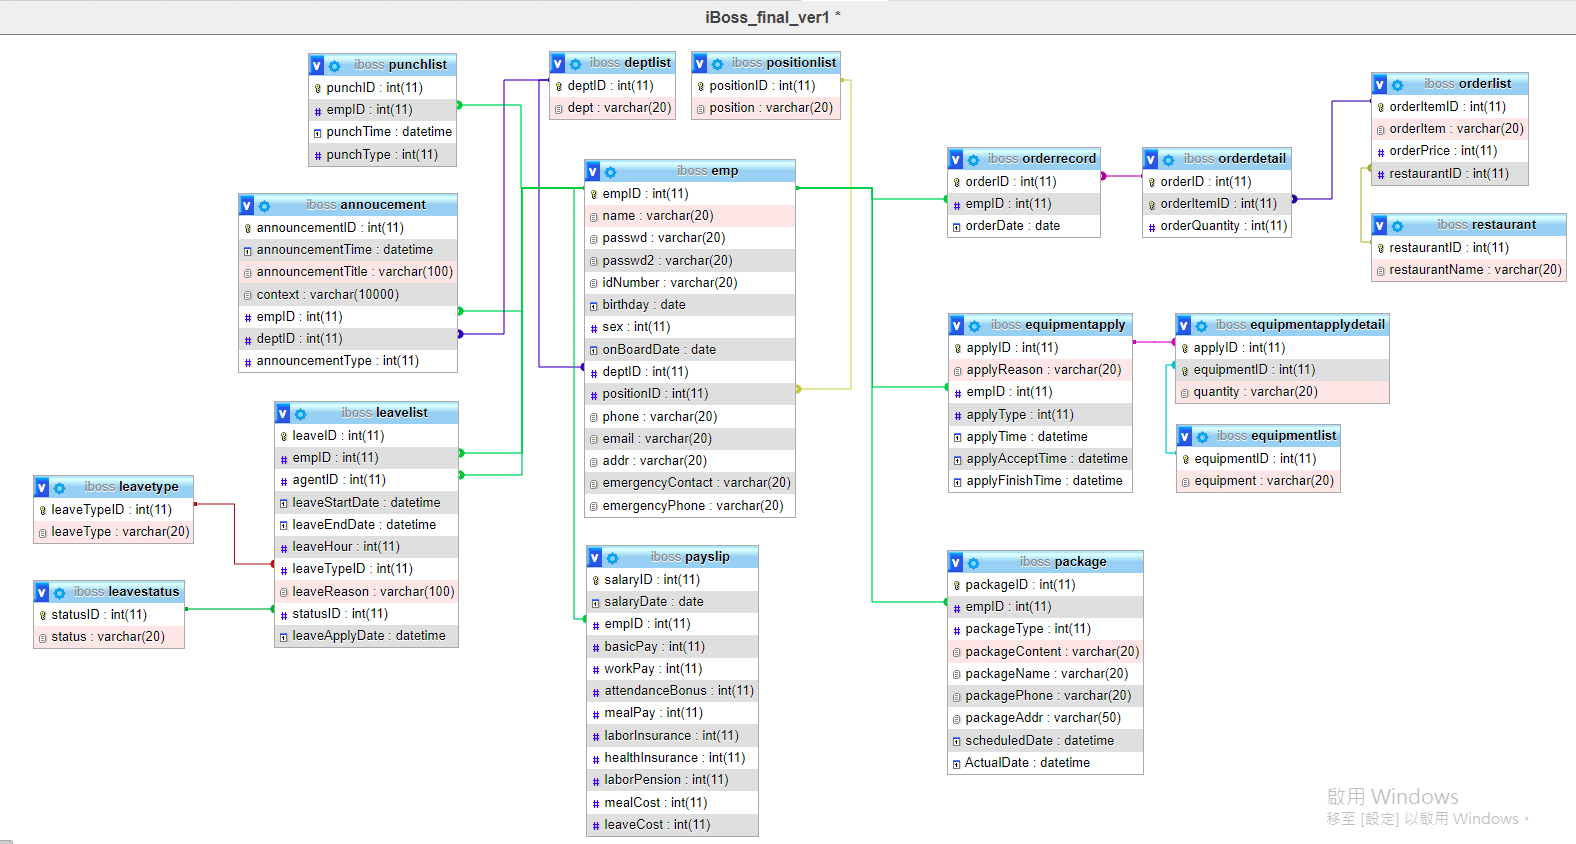 iBoss_final_ver1 *
v iboss punchlist
punchID : int(11)
# empID : int(11)
punchTime : datetime
# punchType : int(11)
v iboss deptlist
deptID : int(11)
dept : varchar(20)
v iboss positionlist
positionID : int(11)
position : varchar(20)
v iboss annoucement
announcementID : int(11)
announcementTime : datetime
announcementTitle : varchar(100)
context : varchar(10000)
# empID : int(11)
# deptID : int(11)
# announcementType : int(11)
v iboss emp
empID : int(11)
name : varchar(20)
passwd : varchar(20)
passwd2 : varchar(20)
idNumber : varchar(20)
birthday : date
# sex : int(11)
onBoardDate : date
# deptID : int(11)
# positionID : int(11)
phone : varchar(20)
email : varchar(20)
addr : varchar(20)
emergencyContact : varchar(20)
emergencyPhone : varchar(20)
v iboss leavelist
leaveID : int(11)
# empID : int(11)
# agentID : int(11)
leaveStartDate : datetime
leaveEndDate : datetime
# leaveHour : int(11)
# leaveTypeID : int(11)
leaveReason : varchar(100)
# statusID : int(11)
leaveApplyDate : datetime
v iboss leavetype
leaveTypeID : int(11)
leaveType : varchar(20)
v iboss leavestatus
statusID : int(11)
status : varchar(20)
v iboss payslip
salaryID : int(11)
salaryDate : date
# empID : int(11)
# basicPay : int(11)
# workPay : int(11)
# attendanceBonus : int(11)
# mealPay : int(11)
# laborInsurance : int(11)
# healthInsurance : int(11)
# laborPension : int(11)
# mealCost : int(11)
# leaveCost : int(11)
v iboss orderrecord
orderID : int(11)
# empID : int(11)
orderDate : date
v iboss orderdetail
orderID : int(11)
orderItemID : int(11)
# orderQuantity : int(11)
v iboss orderlist
orderItemID : int(11)
orderItem : varchar(20)
# orderPrice : int(11)
# restaurantID : int(11)
v iboss restaurant
restaurantID : int(11)
restaurantName : varchar(20)
v iboss equipmentapply
applyID : int(11)
applyReason : varchar(20)
# empID : int(11)
# applyType : int(11)
applyTime : datetime
applyAcceptTime : datetime
applyFinishTime : datetime
v iboss equipmentapplydetail
applyID : int(11)
equipmentID : int(11)
quantity : varchar(20)
v iboss equipmentlist
equipmentID : int(11)
equipment : varchar(20)
v iboss package
packageID : int(11)
# empID : int(11)
# packageType : int(11)
packageContent : varchar(20)
packageName : varchar(20)
packagePhone : varchar(20)
packageAddr : varchar(50)
scheduledDate : datetime
ActualDate : datetime
啟用 Windows
移至 [設定] 以啟用 Windows。